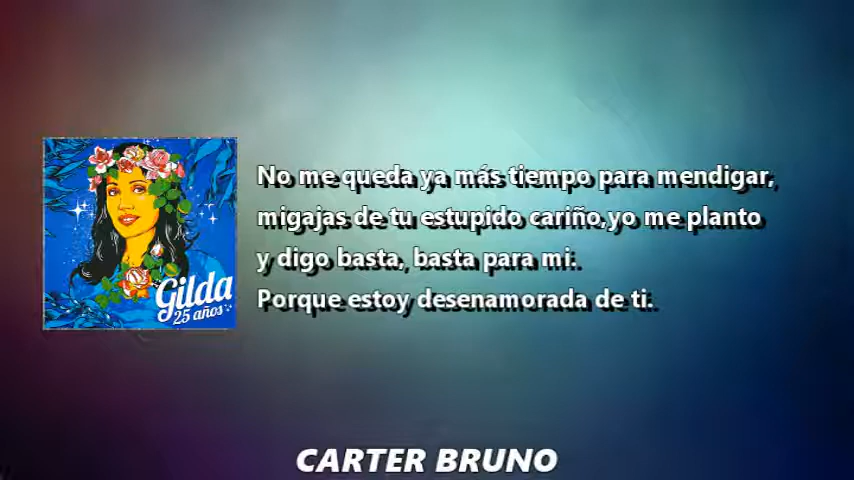 No me queda ya más tiempo para mendigar,
migajas de tu estupido cariño,yo me planto
y digo basta, basta para mi.
Porque estoy desenamorada de ti.
Gilda
25 años
CARTER BRUNO